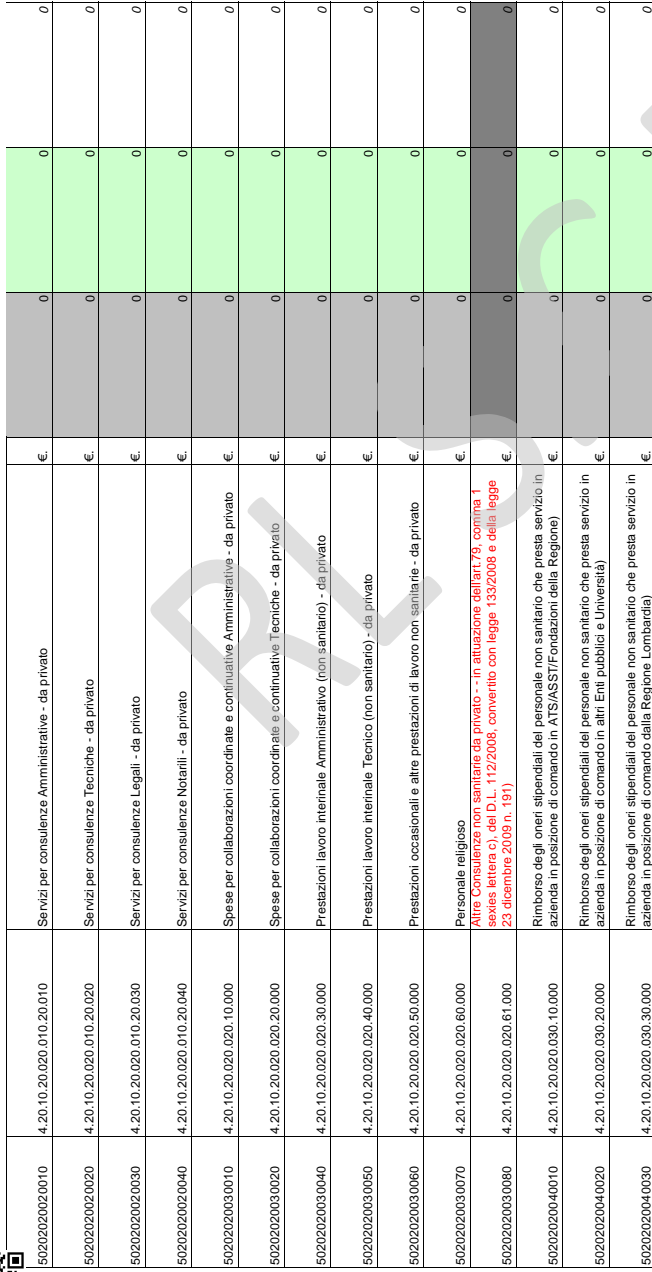 502020200020010 4.20.10.20.020.010.20.010 Servizi per consulenze Amministrative - da privato €. 0 0 0
502020200020020 4.20.10.20.020.010.20.020 Servizi per consulenze Tecniche - da privato €. 0 0 0
502020200020030 4.20.10.20.020.010.20.030 Servizi per consulenze Legali - da privato €. 0 0 0
502020200020040 4.20.10.20.020.010.20.040 Servizi per consulenze Notarili - da privato €. 0 0 0
502020200030010 4.20.10.20.020.020.10.000 Spese per collaborazioni coordinate e continuative Amministrative - da privato €. 0 0 0
502020200030020 4.20.10.20.020.020.20.000 Spese per collaborazioni coordinate e continuative Tecniche - da privato €. 0 0 0
502020200030040 4.20.10.20.020.020.30.000 Prestazioni lavoro interinale Amministrativo (non sanitario) - da privato €. 0 0 0
502020200030050 4.20.10.20.020.020.40.000 Prestazioni lavoro interinale Tecnico (non sanitario) - da privato €. 0 0 0
502020200030060 4.20.10.20.020.020.50.000 Prestazioni occasionali e altre prestazioni di lavoro non sanitarie - da privato €. 0 0 0
502020200030070 4.20.10.20.020.020.60.000 Personale religioso €. 0 0 0
502020200030080 4.20.10.20.020.020.61.000 Altre Consulenze non sanitarie da privato - - in attuazione dell'art.79, comma 1
sexies lettera c), del D.L. 112/2008, convertito con legge 133/2008 e della legge
23 dicembre 2009 n. 191) €. 0 0 0
502020200040010 4.20.10.20.020.030.10.000 Rimborso degli oneri stipendiali del personale non sanitario che presta servizio in
azienda in posizione di comando in ATS/ASST/Fondazioni della Regione) €. 0 0 0
502020200040020 4.20.10.20.020.030.20.000 Rimborso degli oneri stipendiali del personale non sanitario che presta servizio in
azienda in posizione di comando in altri Enti pubblici e Università) €. 0 0 0
502020200040030 4.20.10.20.020.030.30.000 Rimborso degli oneri stipendiali del personale non sanitario che presta servizio in
azienda in posizione di comando dalla Regione Lombardia) €. 0 0 0